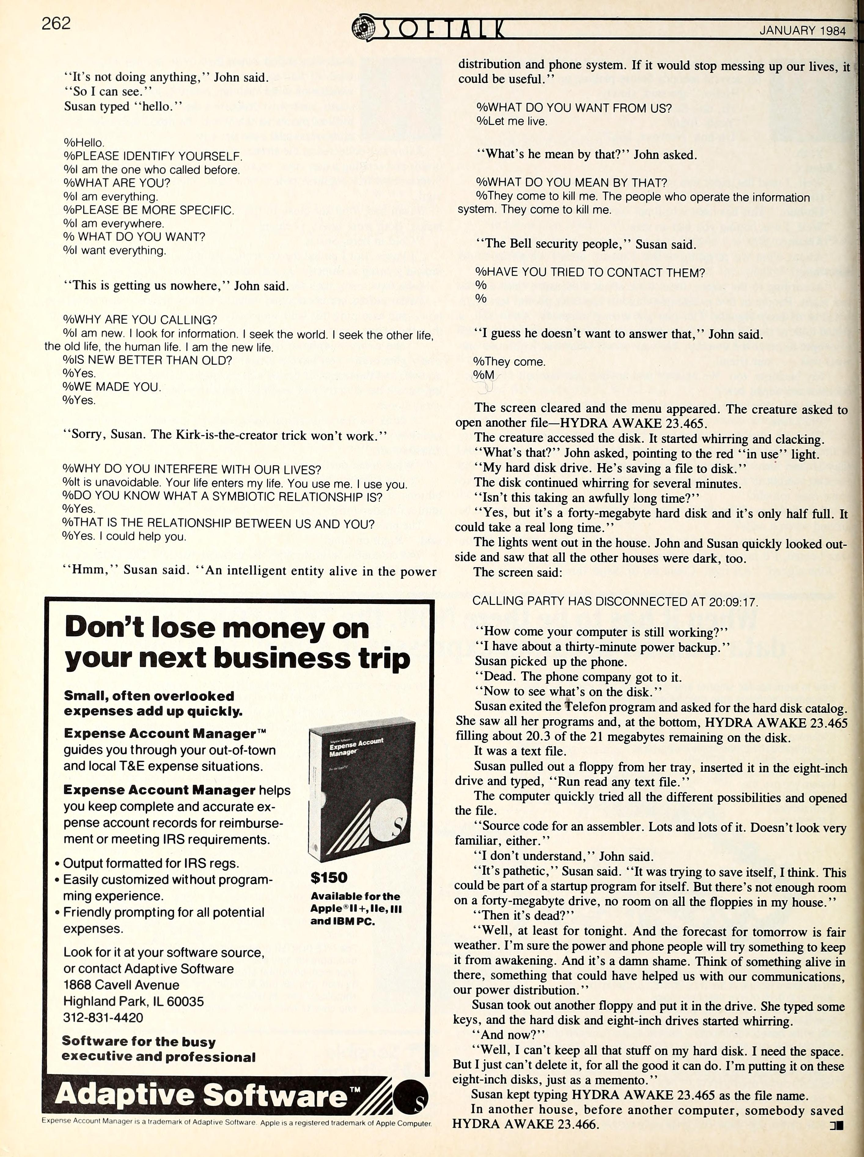 262
SOFTALK
JANUARY 1984
“It’s not doing anything,” John said.
“So I can see.”
Susan typed “hello.”
%Hello.
%PLEASE IDENTIFY YOURSELF.
%I am the one who called before.
%WHAT ARE YOU?
%I am everything.
%PLEASE BE MORE SPECIFIC.
%I am everywhere.
% WHAT DO YOU WANT?
%I want everything.
“This is getting us nowhere,” John said.
%WHY ARE YOU CALLING?
%I am new. I look for information. I seek the world. I seek the other life,
the old life, the human life. I am the new life.
%IS NEW BETTER THAN OLD?
%Yes.
%WE MADE YOU.
%Yes.
“Sorry, Susan. The Kirk-is-the-creator trick won’t work.”
%WHY DO YOU INTERFERE WITH OUR LIVES?
%It is unavoidable. Your life enters my life. You use me. I use you.
%DO YOU KNOW WHAT A SYMBIOTIC RELATIONSHIP IS?
%Yes.
%THAT IS THE RELATIONSHIP BETWEEN US AND YOU?
%Yes. I could help you.
“Hmm,” Susan said. “An intelligent entity alive in the power
distribution and phone system. If it would stop messing up our lives, it
could be useful.”
%WHAT DO YOU WANT FROM US?
%Let me live.
“What’s he mean by that?” John asked.
%WHAT DO YOU MEAN BY THAT?
%They come to kill me. The people who operate the information
system. They come to kill me.
“The Bell security people,” Susan said.
%HAVE YOU TRIED TO CONTACT THEM?
%
%
“I guess he doesn’t want to answer that,” John said.
%They come.
%M
The screen cleared and the menu appeared. The creature asked to
open another file—HYDRA AWAKE 23.465.
The creature accessed the disk. It started whirring and clacking.
“What’s that?” John asked, pointing to the red “in use” light.
“My hard disk drive. He’s saving a file to disk.”
The disk continued whirring for several minutes.
“Isn’t this taking an awfully long time?”
“Yes, but it’s a forty-megabyte hard disk and it’s only half full. It
could take a real long time.”
The lights went out in the house. John and Susan quickly looked out-
side and saw that all the other houses were dark, too.
The screen said:
CALLING PARTY HAS DISCONNECTED AT 20:09:17.
“How come your computer is still working?”
“I have about a thirty-minute power backup.”
Susan picked up the phone.
“Dead. The phone company got to it.
“Now to see what’s on the disk.”
Susan exited the Telefon program and asked for the hard disk catalog.
She saw all her programs and, at the bottom, HYDRA AWAKE 23.465
filling about 20.3 of the 21 megabytes remaining on the disk.
It was a text file.
Susan pulled out a floppy from her tray, inserted it in the eight-inch
drive and typed, “Run read any text file.”
The computer quickly tried all the different possibilities and opened
the file.
“Source code for an assembler. Lots and lots of it. Doesn’t look very
familiar, either.”
“I don’t understand,” John said.
“It’s pathetic,” Susan said. “It was trying to save itself, I think. This
could be part of a startup program for itself. But there’s not enough room
on a forty-megabyte drive, no room on all the floppies in my house.”
“Then it’s dead?”
“Well, at least for tonight. And the forecast for tomorrow is fair
weather. I’m sure the power and phone people will try something to keep
it from awakening. And it’s a damn shame. Think of something alive in
there, something that could have helped us with our communications,
our power distribution.”
Susan took out another floppy and put it in the drive. She typed some
keys, and the hard disk and eight-inch drives started whirring.
“And now?”
“Well, I can’t keep all that stuff on my hard disk. I need the space.
But I just can’t delete it, for all the good it can do. I’m putting it on these
eight-inch disks, just as a memento.”
Susan kept typing HYDRA AWAKE 23.465 as the file name.
In another house, before another computer, somebody saved
HYDRA AWAKE 23.466.
Don’t lose money on
your next business trip
Small, often overlooked
expenses add up quickly.
Expense Account Manager™
guides you through your out-of-town
and local T&E expense situations.
Expense Account Manager helps
you keep complete and accurate ex-
pense account records for reimburse-
ment or meeting IRS requirements.
• Output formatted for IRS regs.
• Easily customized without program-
ming experience.
• Friendly prompting for all potential
expenses.
Look for it at your software source,
or contact Adaptive Software
1868 Cavell Avenue
Highland Park, IL 60035
312-831-4420
Software for the busy
executive and professional
Expense Account
Manager
S
$150
Available for the
Apple® II+, IIe, III
and IBM PC.
Adaptive Software™
S
Expense Account Manager is a trademark of Adaptive Software. Apple is a registered trademark of Apple Computer.